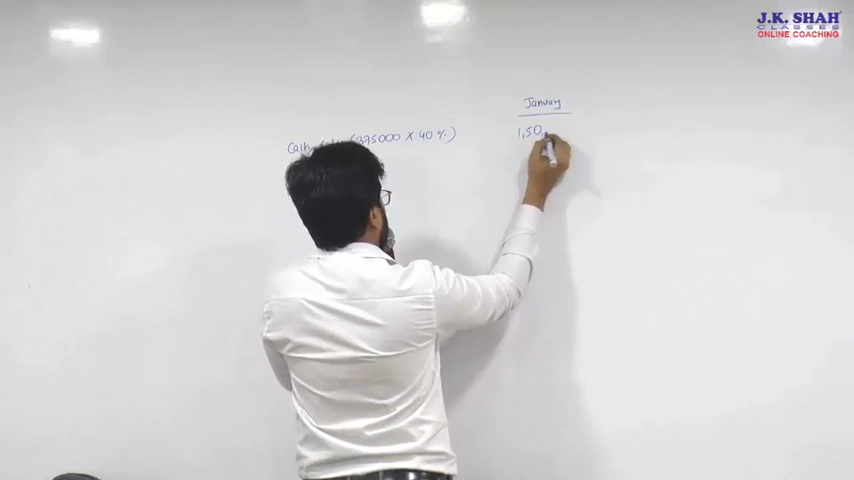 J.K. SHAH
CLASSES
ONLINE COACHING
January
(375000 X 40 %)
1,50,